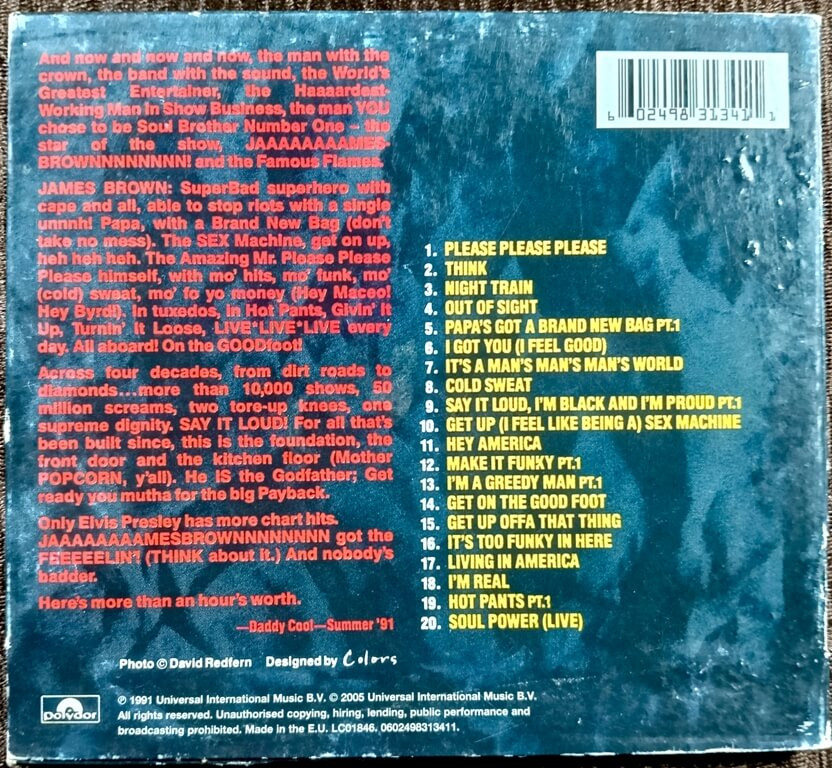 And now and now and now, the man with the
crown, the band with the sound, the World's
Greatest Entertainer, the Haaaardest-
Working Man In Show Business, the man YOU
chose to be Soul Brother Number One – the
star of the show, JAAAAAAAAMES-
BROWNNNNNNNN! and the Famous Flames.
JAMES BROWN: SuperBad superhero with
cape and all, able to stop riots with a single
unnnh! Papa, with a Brand New Bag (don't
take no mess). The SEX Machine, get on up,
heh heh heh. The Amazing Mr. Please Please
Please himself, with mo' hits, mo' funk, mo'
(cold) sweat, mo' fo yo money (Hey Maceo!
Hey Byrd!). In tuxedos, in Hot Pants, Givin' It
Up, Turnin' it Loose, LIVE*LIVE*LIVE every
day. All aboard! On the GOODfoot!
Across four decades, from dirt roads to
diamonds...more than 10,000 shows, 50
million screams, two tore-up knees, one
supreme dignity. SAY IT LOUD! For all that's
been built since, this is the foundation, the
front door and the kitchen floor (Mother
POPCORN, y'all). He IS the Godfather; Get
ready you mutha for the big Payback.
Only Elvis Presley has more chart hits.
JAAAAAAAAMESBROWNNNNNNNN got the
FEEEEELIN'! (THINK about it.) And nobody's
badder.
Here's more than an hour's worth.
—Daddy Cool—Summer '91
6 02498 31341 1
1. PLEASE PLEASE PLEASE
2. THINK
3. NIGHT TRAIN
4. OUT OF SIGHT
5. PAPA'S GOT A BRAND NEW BAG PT.1
6. I GOT YOU (I FEEL GOOD)
7. IT'S A MAN'S MAN'S MAN'S WORLD
8. COLD SWEAT
9. SAY IT LOUD, I'M BLACK AND I'M PROUD PT.1
10. GET UP (I FEEL LIKE BEING A) SEX MACHINE
11. HEY AMERICA
12. MAKE IT FUNKY PT.1
13. I'M A GREEDY MAN PT.1
14. GET ON THE GOOD FOOT
15. GET UP OFFA THAT THING
16. IT'S TOO FUNKY IN HERE
17. LIVING IN AMERICA
18. I'M REAL
19. HOT PANTS PT.1
20. SOUL POWER (LIVE)
Photo © David Redfern Designed by Colors
PolyGor
℗ 1991 Universal International Music B.V. © 2005 Universal International Music B.V.
All rights reserved. Unauthorised copying, hiring, lending, public performance and
broadcasting prohibited. Made in the E.U. LC01846. 0602498313411.